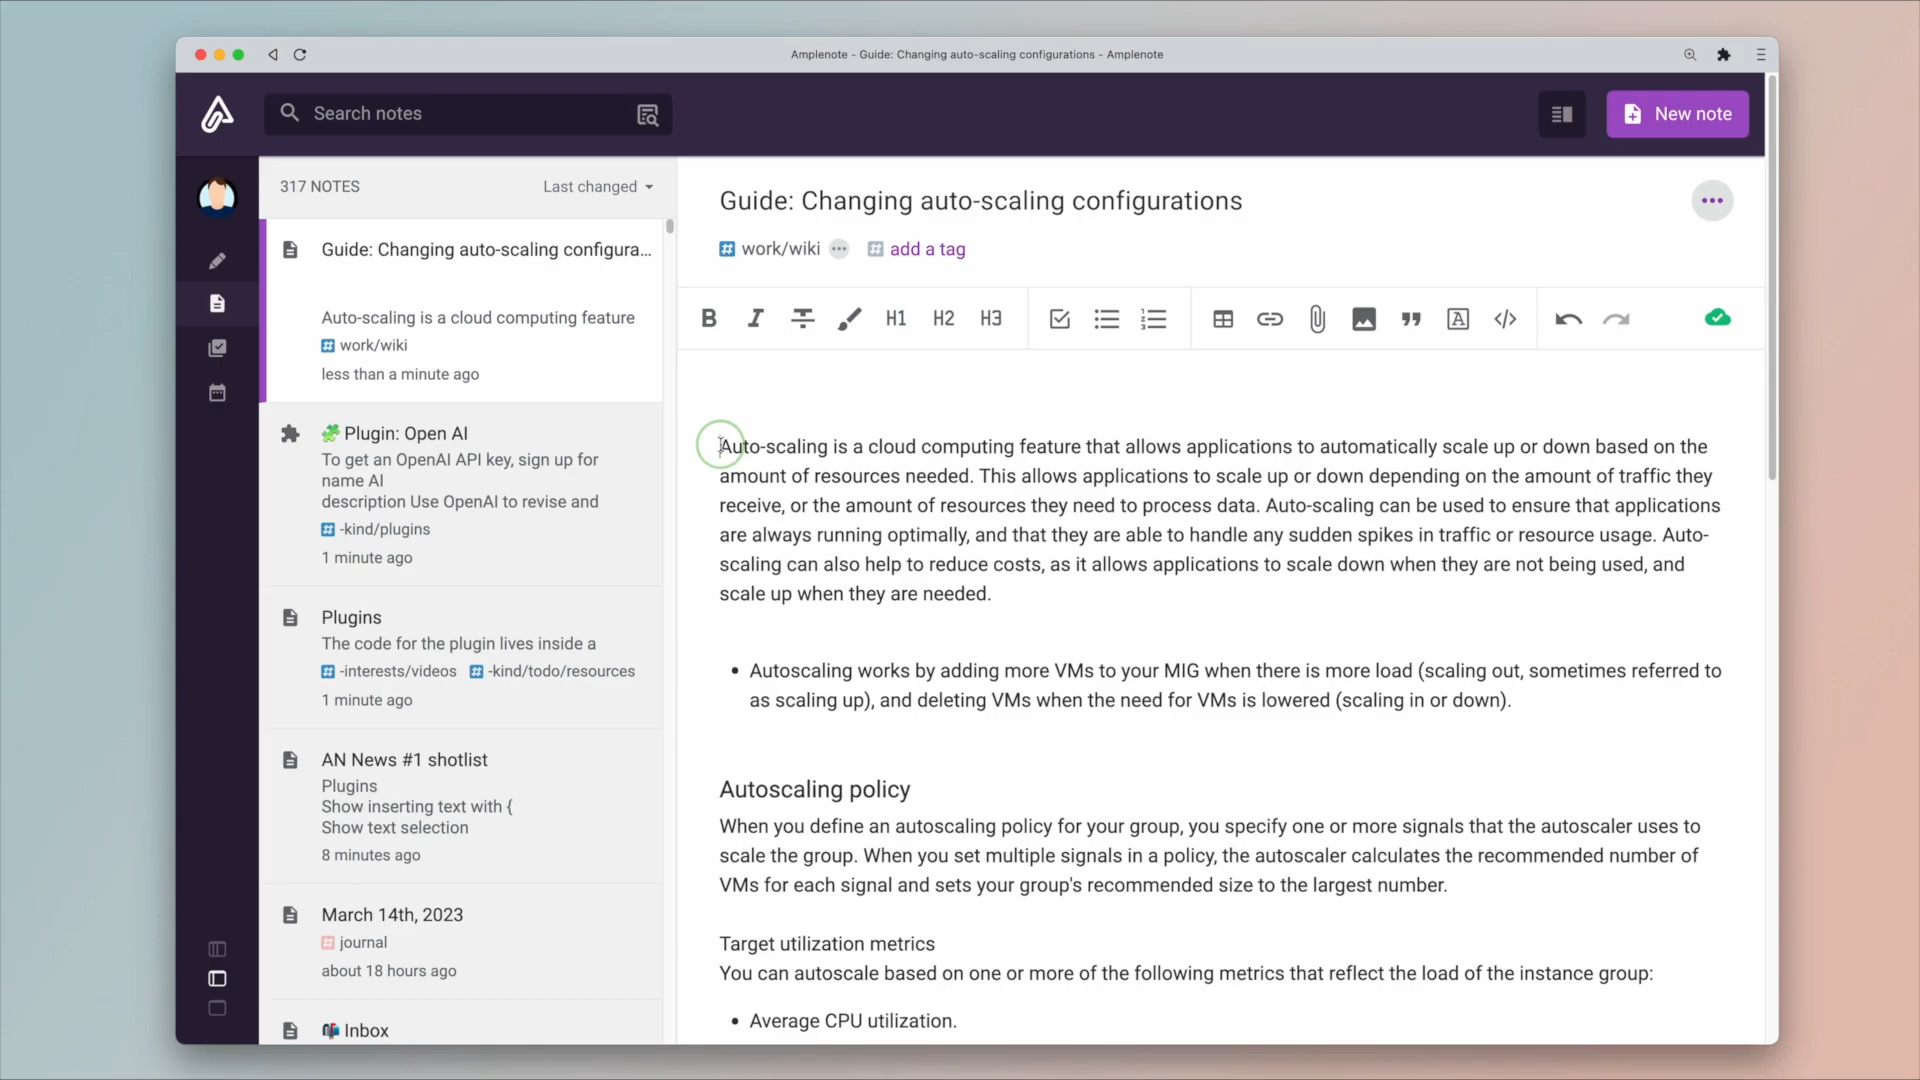 Amplenote - Guide: Changing auto-scaling configurations - Amplenote
Search notes
New note
317 NOTES
Last changed
Guide: Changing auto-scaling configura...
Auto-scaling is a cloud computing feature
work/wiki
less than a minute ago
Plugin: Open AI
To get an OpenAI API key, sign up for
name AI
description Use OpenAI to revise and
-kind/plugins
1 minute ago
Plugins
The code for the plugin lives inside a
-interests/videos -kind/todo/resources
1 minute ago
AN News #1 shotlist
Plugins
Show inserting text with {
Show text selection
8 minutes ago
March 14th, 2023
journal
about 18 hours ago
Inbox
Guide: Changing auto-scaling configurations
work/wiki add a tag
B I H1 H2 H3
Auto-scaling is a cloud computing feature that allows applications to automatically scale up or down based on the
amount of resources needed. This allows applications to scale up or down depending on the amount of traffic they
receive, or the amount of resources they need to process data. Auto-scaling can be used to ensure that applications
are always running optimally, and that they are able to handle any sudden spikes in traffic or resource usage. Auto-
scaling can also help to reduce costs, as it allows applications to scale down when they are not being used, and
scale up when they are needed.
• Autoscaling works by adding more VMs to your MIG when there is more load (scaling out, sometimes referred to
as scaling up), and deleting VMs when the need for VMs is lowered (scaling in or down).
Autoscaling policy
When you define an autoscaling policy for your group, you specify one or more signals that the autoscaler uses to
scale the group. When you set multiple signals in a policy, the autoscaler calculates the recommended number of
VMs for each signal and sets your group's recommended size to the largest number.
Target utilization metrics
You can autoscale based on one or more of the following metrics that reflect the load of the instance group:
• Average CPU utilization.